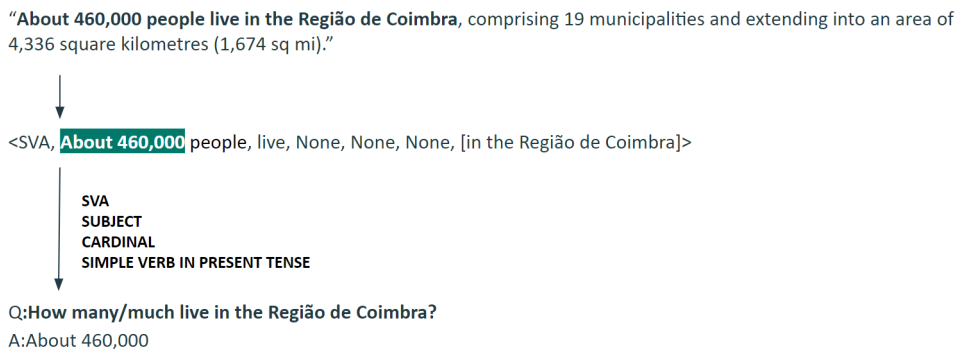 “About 460,000 people live in the Região de Coimbra, comprising 19 municipalities and extending into an area of
4,336 square kilometres (1,674 sq mi).”
<SVA, About 460,000 people, live, None, None, None, [in the Região de Coimbra]>
SVA
SUBJECT
CARDINAL
SIMPLE VERB IN PRESENT TENSE
Q:How many/much live in the Região de Coimbra?
A:About 460,000